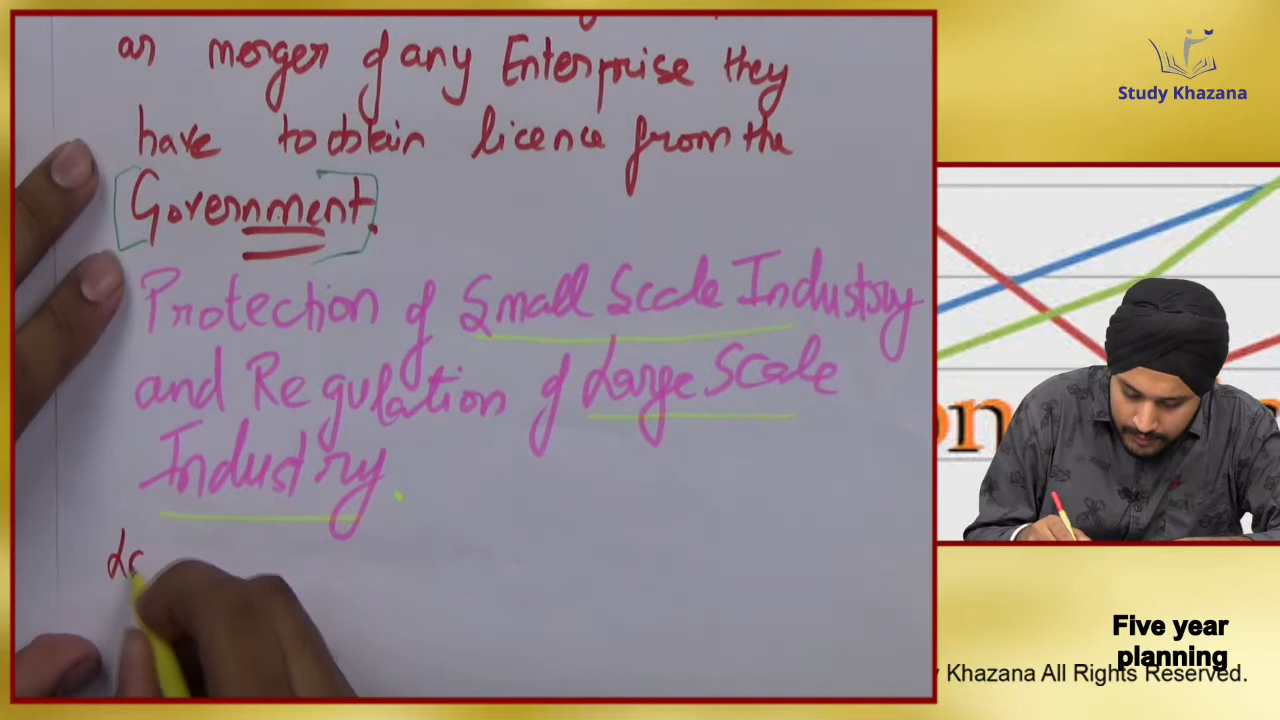 or merger of any Enterprise they
have to obtain licence from the
Government.
Protection of Small Scale Industry
and Regulation of Large Scale
Industry.
Study Khazana
on
Five year
planning
Khazana All Rights Reserved.